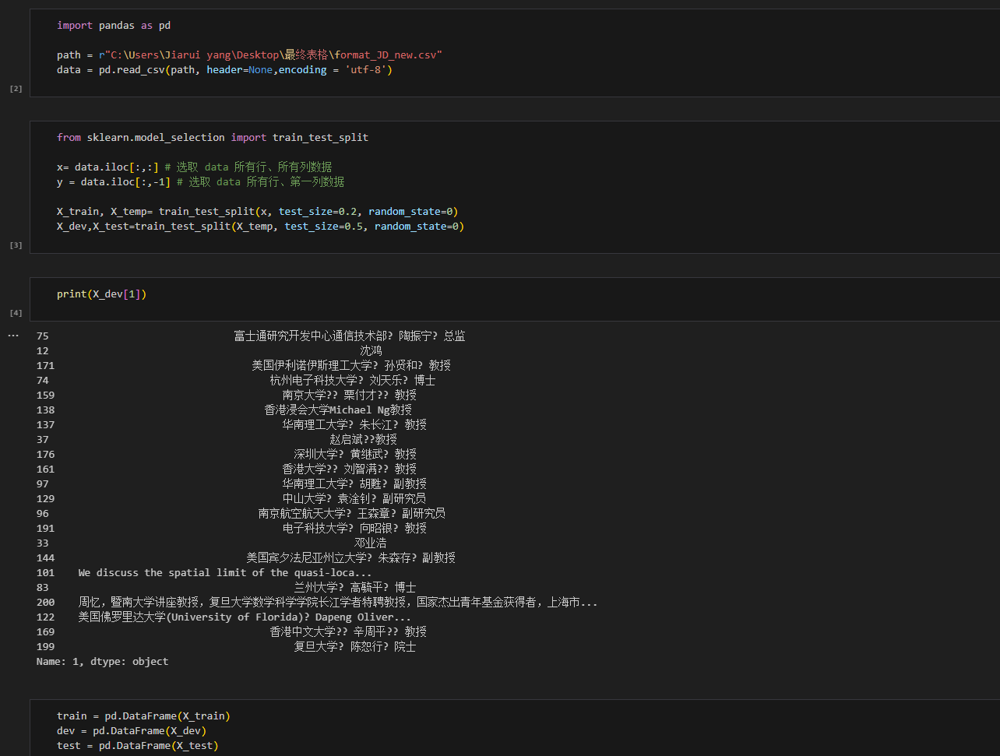 import pandas as pd
path = r"C:\Users\Jiarui yang\Desktop\最终表格\format_JD_new.csv"
data = pd.read_csv(path, header=None,encoding = 'utf-8')
[2]
from sklearn.model_selection import train_test_split
x= data.iloc[:,:] # 选取 data 所有行、所有列数据
y = data.iloc[:,-1] # 选取 data 所有行、第一列数据
X_train, X_temp= train_test_split(x, test_size=0.2, random_state=0)
X_dev,X_test=train_test_split(X_temp, test_size=0.5, random_state=0)
[3]
print(X_dev[1])
[4]
... 75 富士通研究开发中心通信技术部? 陶振宁? 总监
12 沈鸿
171 美国伊利诺伊斯理工大学? 孙贤和? 教授
74 杭州电子科技大学? 刘天乐? 博士
159 南京大学?? 栗付才?? 教授
138 香港浸会大学Michael Ng教授
137 华南理工大学? 朱长江? 教授
37 赵启斌??教授
176 深圳大学? 黄继武? 教授
161 香港大学?? 刘智满?? 教授
97 华南理工大学? 胡甦? 副教授
129 中山大学? 袁淦钊? 副研究员
96 南京航空航天大学? 王森章? 副研究员
191 电子科技大学? 向昭银? 教授
33 邓业浩
144 美国宾夕法尼亚州立大学? 朱森存? 副教授
101 We discuss the spatial limit of the quasi-loca...
83 兰州大学? 高毓平? 博士
200 周忆，暨南大学讲座教授，复旦大学数学科学学院长江学者特聘教授，国家杰出青年基金获得者，上海市...
122 美国佛罗里达大学(University of Florida)? Dapeng Oliver...
169 香港中文大学?? 辛周平?? 教授
199 复旦大学? 陈恕行? 院士
Name: 1, dtype: object
train = pd.DataFrame(X_train)
dev = pd.DataFrame(X_dev)
test = pd.DataFrame(X_test)